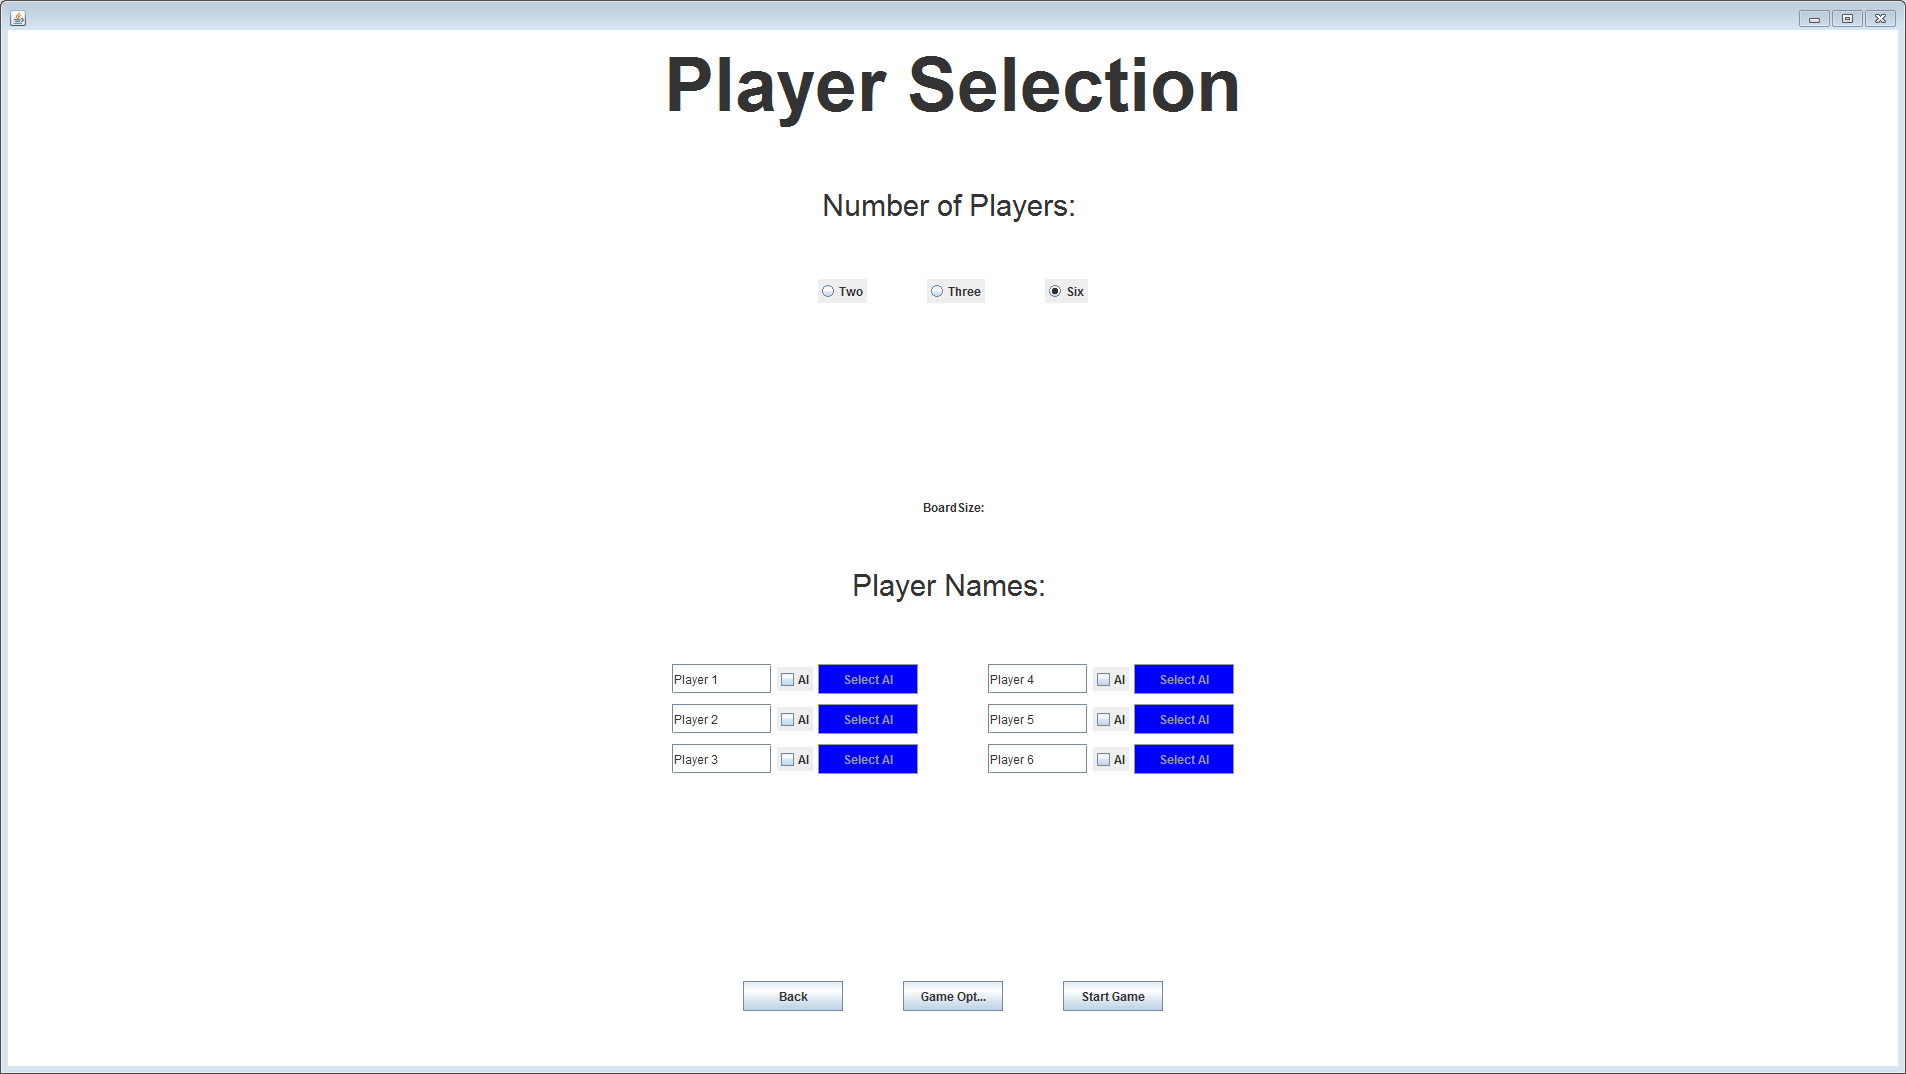 Player Selection
Number of Players:
Two Three Six
BoardSize:
Player Names:
Player 1 AI Select AI Player 4 AI Select AI
Player 2 AI Select AI Player 5 AI Select AI
Player 3 AI Select AI Player 6 AI Select AI
Back Game Opt... Start Game